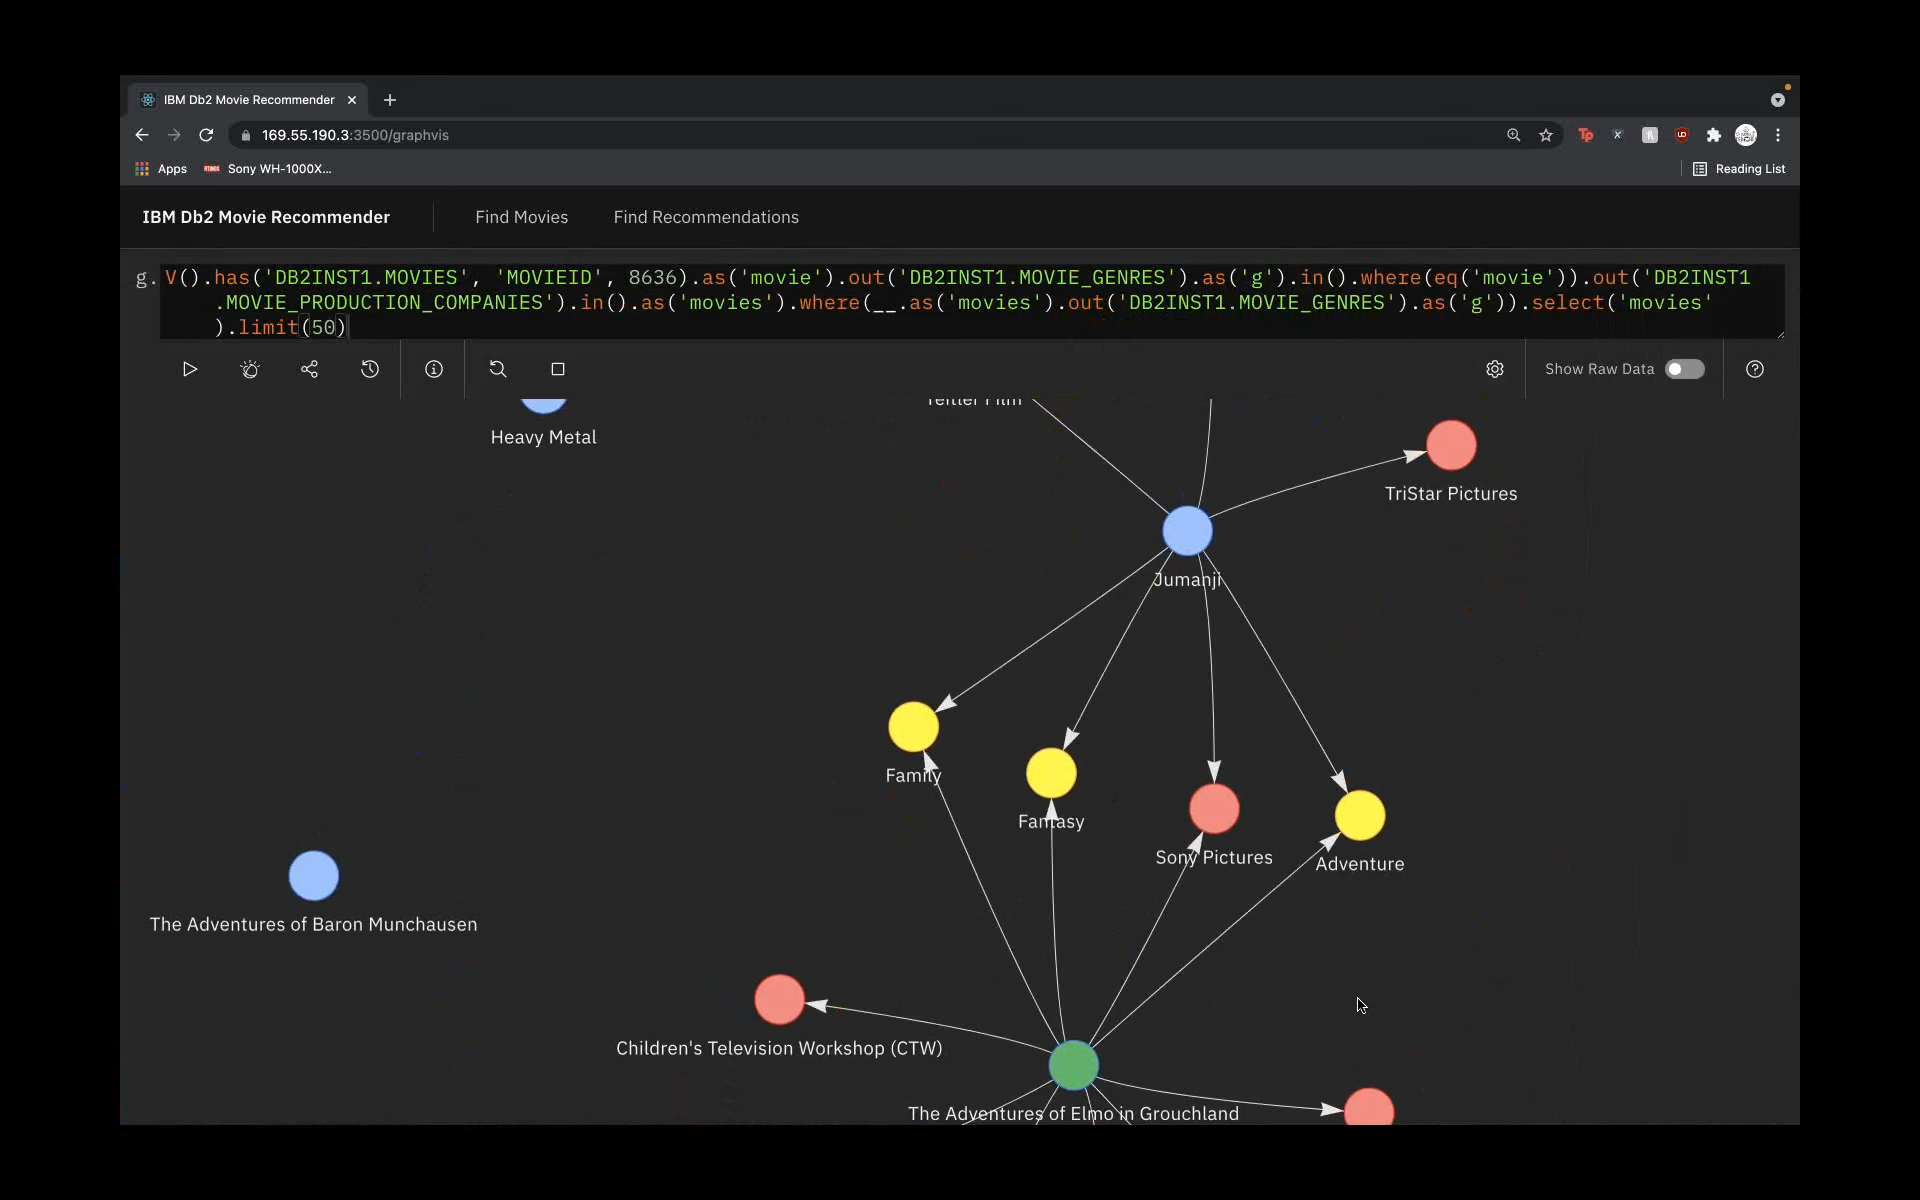 IBM Db2 Movie Recommender
169.55.190.3:3500/graphvis
Apps
Sony WH-1000X...
Reading List
IBM Db2 Movie Recommender
Find Movies
Find Recommendations
g. V().has('DB2INST1.MOVIES', 'MOVIEID', 8636).as('movie').out('DB2INST1.MOVIE_GENRES').as('g').in().where(eq('movie')).out('DB2INST1
.MOVIE_PRODUCTION_COMPANIES').in().as('movies').where(__.as('movies').out('DB2INST1.MOVIE_GENRES').as('g')).select('movies'
).limit(50)
Show Raw Data
Heavy Metal
TriStar Pictures
Jumanji
Family
Fantasy
Sony Pictures
Adventure
The Adventures of Baron Munchausen
Children's Television Workshop (CTW)
The Adventures of Elmo in Grouchland